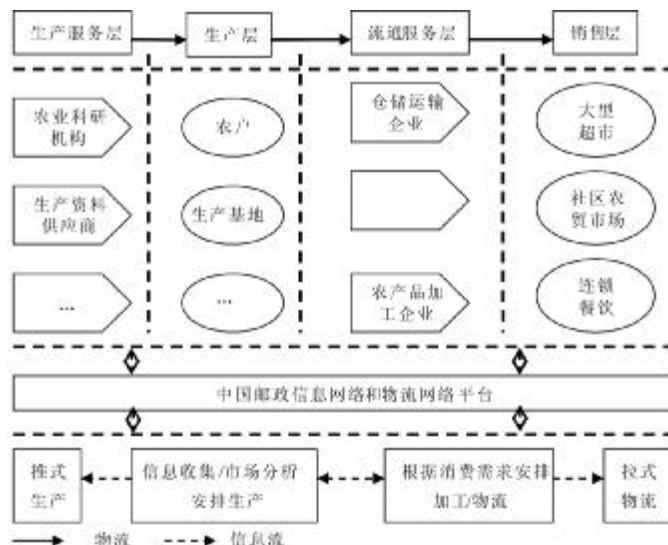 生产服务层
生产层
流通服务层
销售层
农业科研
机构
农户
仓储运输
企业
大型
超市
生产资料
供应商
生产基地
社区农
贸市场
...
...
农产品加
工企业
连锁
餐饮
中国邮政信息网络和物流网络平台
推式
生产
信息收集/市场分析
安排生产
根据消费需求安排
加工/物流
拉式
物流
物流
信息流